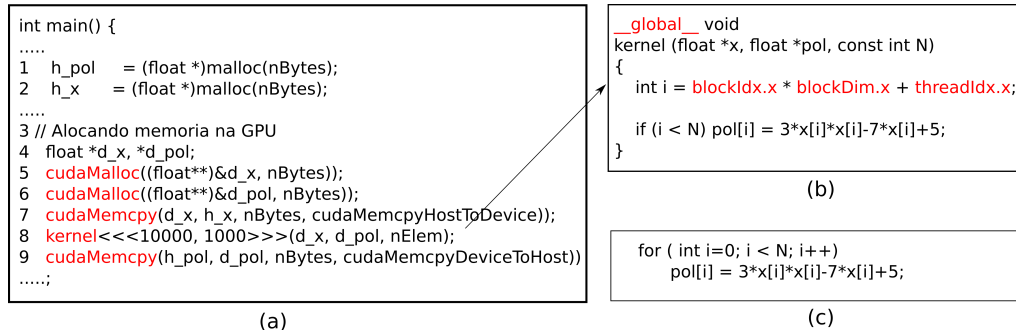 int main() {
.....
1 h_pol = (float *)malloc(nBytes);
2 h_x = (float *)malloc(nBytes);
.....
3 // Alocando memoria na GPU
4 float *d_x, *d_pol;
5 cudaMalloc((float**)&d_x, nBytes));
6 cudaMalloc((float**)&d_pol, nBytes));
7 cudaMemcpy(d_x, h_x, nBytes, cudaMemcpyHostToDevice));
8 kernel<<<10000, 1000>>>(d_x, d_pol, nElem);
9 cudaMemcpy(h_pol, d_pol, nBytes, cudaMemcpyDeviceToHost))
.....;
(a)
__global__ void
kernel (float *x, float *pol, const int N)
{
int i = blockIdx.x * blockDim.x + threadIdx.x;
if (i < N) pol[i] = 3*x[i]*x[i]-7*x[i]+5;
}
(b)
for ( int i=0; i < N; i++)
pol[i] = 3*x[i]*x[i]-7*x[i]+5;
(c)